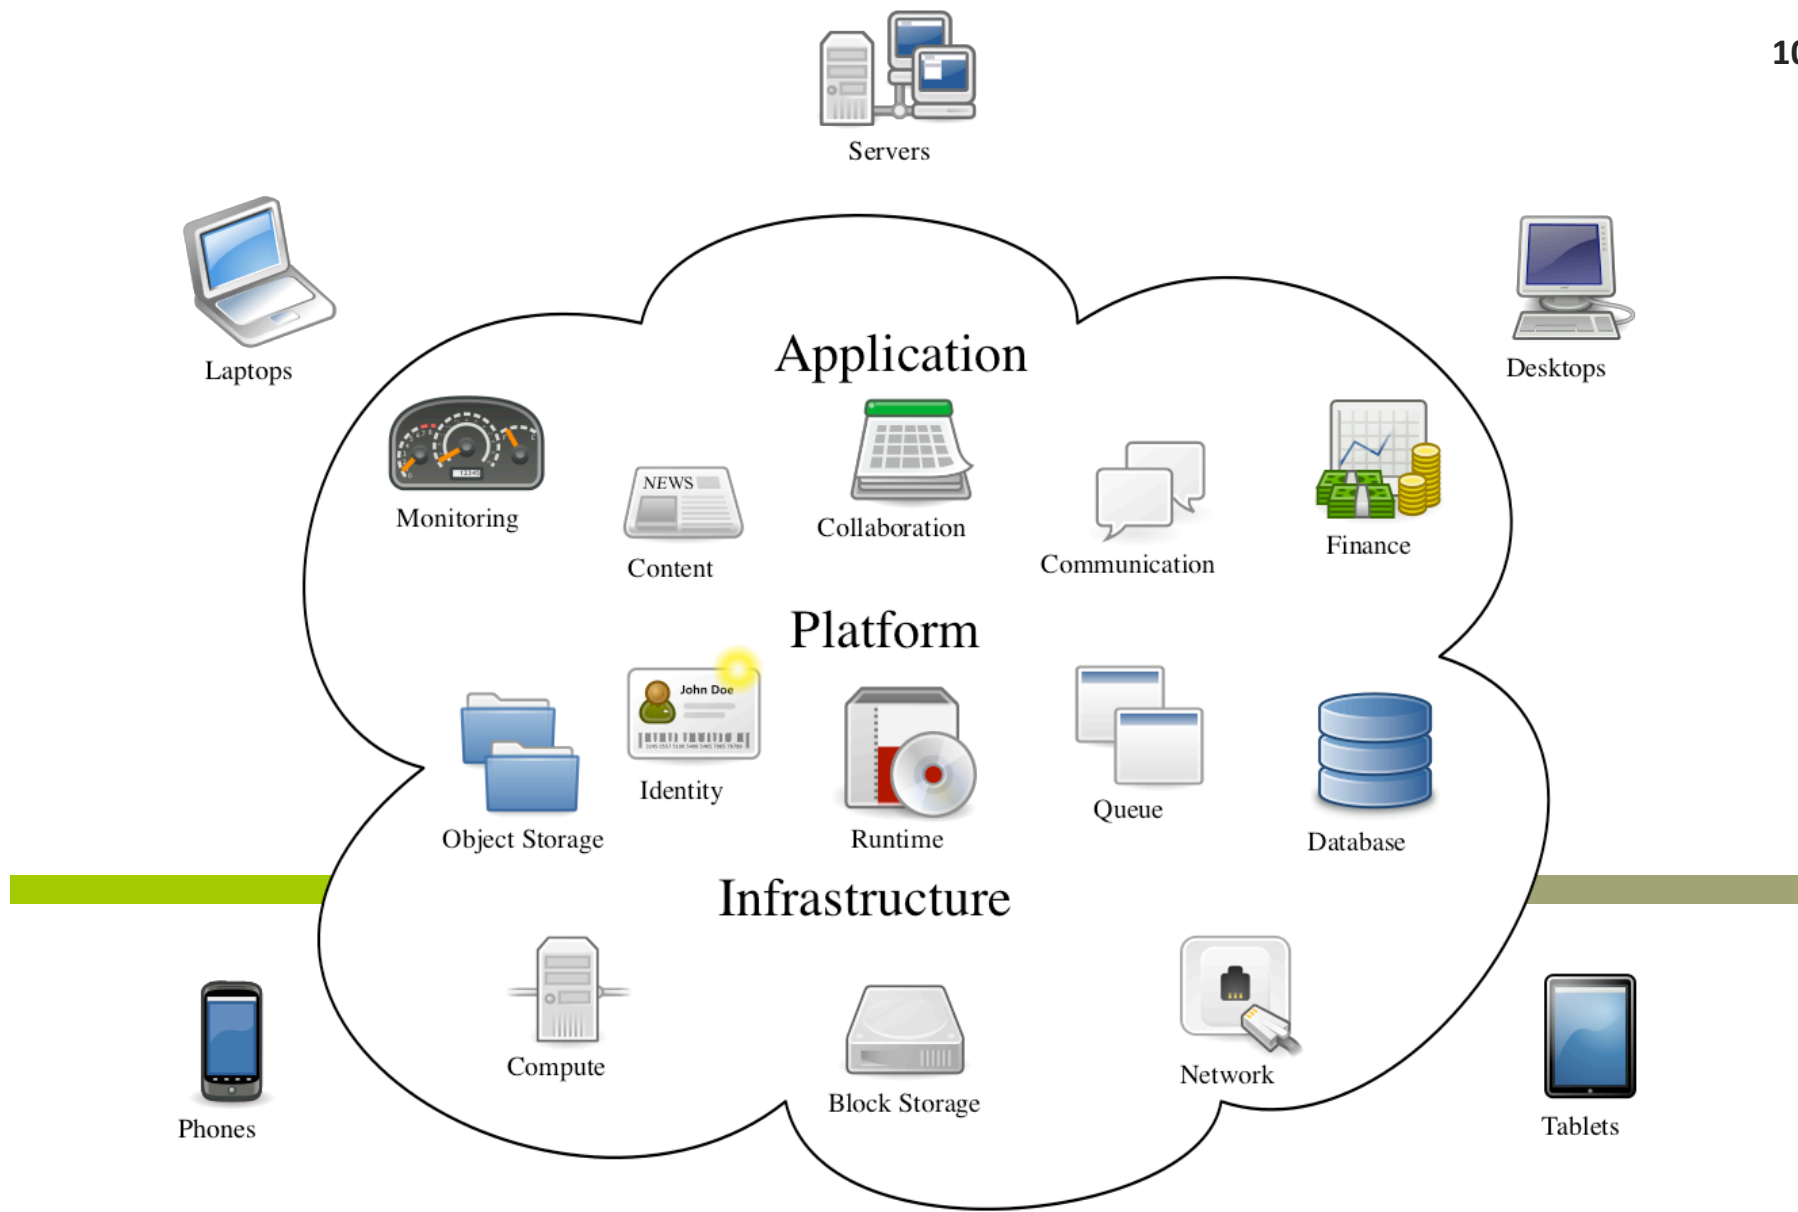 10
Servers
Laptops
Desktops
Application
Monitoring
NEWS
Content
Collaboration
Communication
Finance
Platform
John Doe
Identity
Object Storage
Runtime
Queue
Database
Infrastructure
Compute
Block Storage
Network
Phones
Tablets